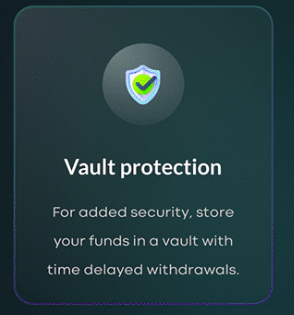 Vault protection
For added security, store
your funds in a vault with
time delayed withdrawals.